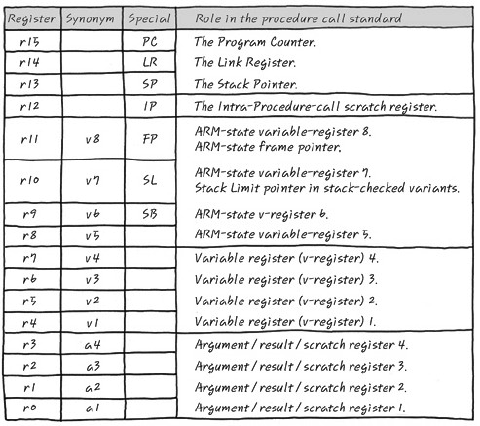 Register Synonym Special Role in the procedure call standard
r15 PC The Program Counter.
r14 LR The Link Register.
r13 SP The Stack Pointer.
r12 IP The Intra-Procedure-call scratch register.
r11 v8 FP ARM-state variable-register 8.
ARM-state frame pointer.
r10 v7 SL ARM-state variable-register 7.
Stack Limit pointer in stack-checked variants.
r9 v6 SB ARM-state v-register 6.
r8 v5 ARM-state variable-register 5.
r7 v4 Variable register (v-register) 4.
r6 v3 Variable register (v-register) 3.
r5 v2 Variable register (v-register) 2.
r4 v1 Variable register (v-register) 1.
r3 a4 Argument / result / scratch register 4.
r2 a3 Argument / result / scratch register 3.
r1 a2 Argument / result / scratch register 2.
r0 a1 Argument / result / scratch register 1.